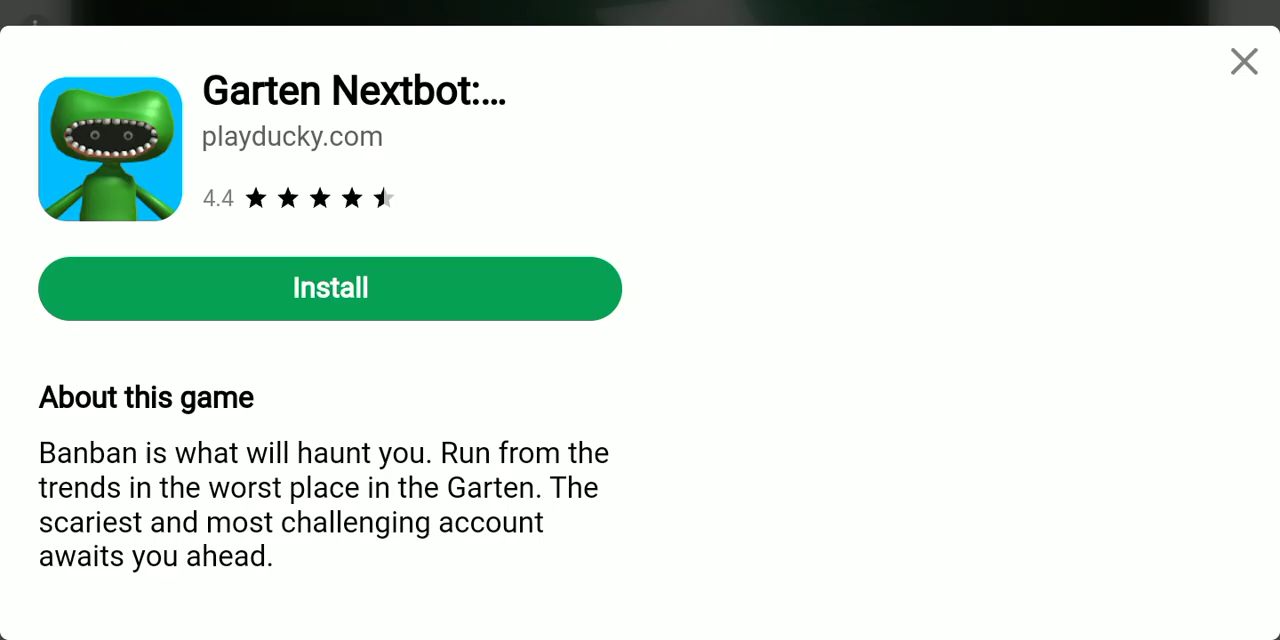 Garten Nextbot:...
playducky.com
4.4
Install
About this game
Banban is what will haunt you. Run from the
trends in the worst place in the Garten. The
scariest and most challenging account
awaits you ahead.